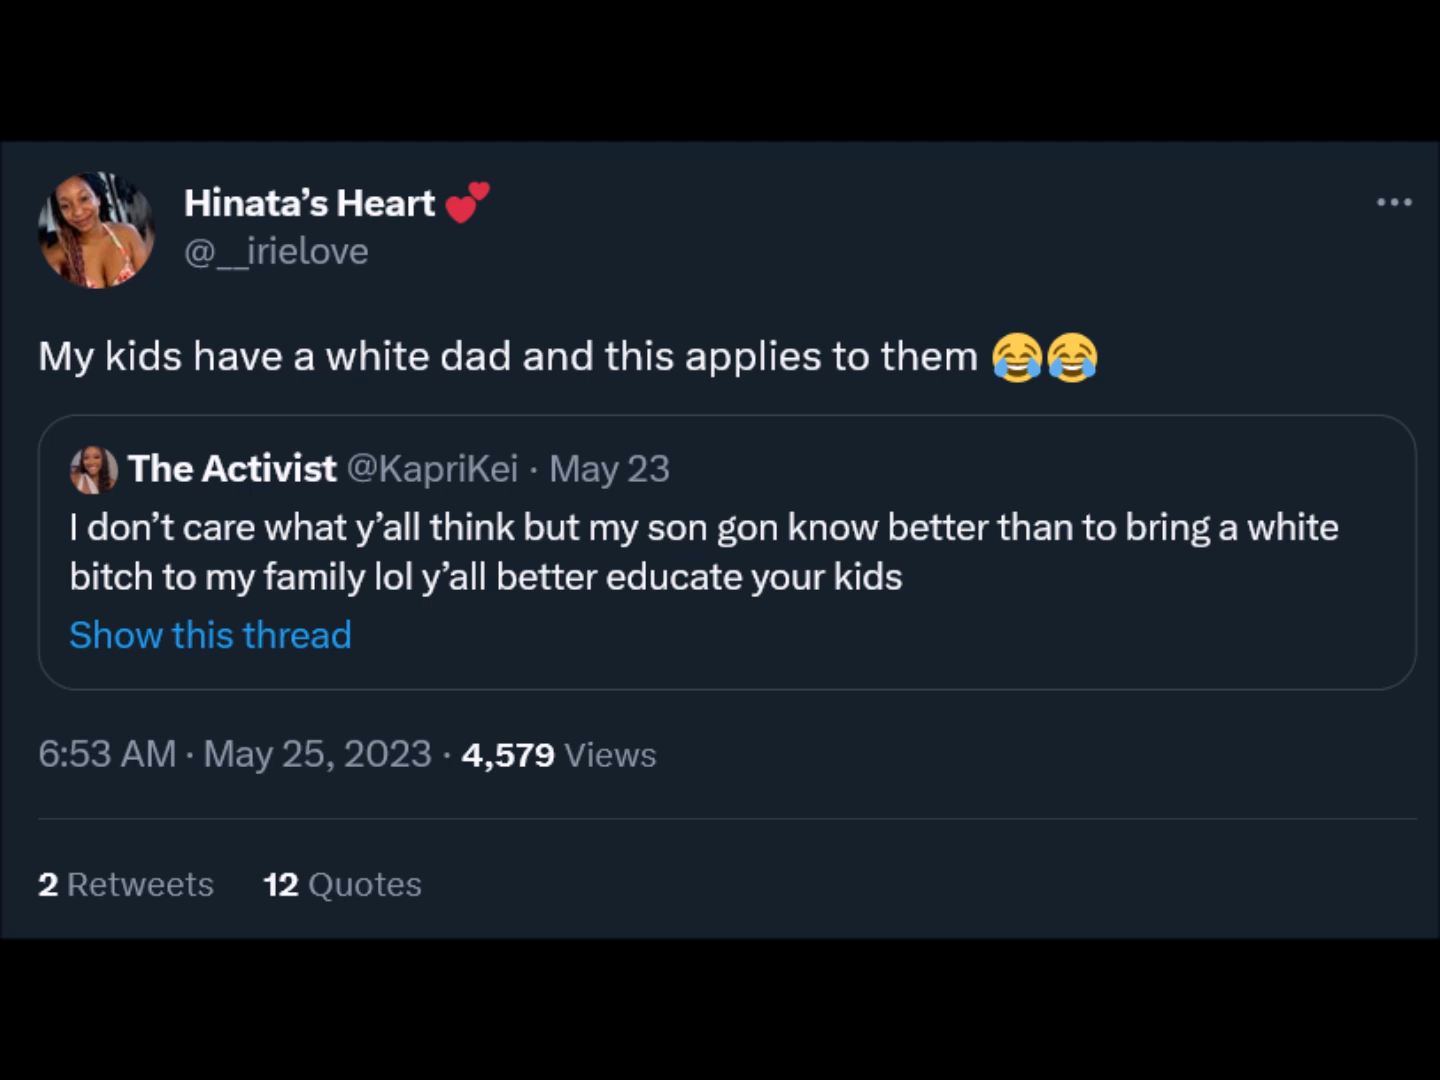 Hinata’s Heart 💕
@__irielove
My kids have a white dad and this applies to them 😂😂
The Activist @KapriKei · May 23
I don’t care what y’all think but my son gon know better than to bring a white
bitch to my family lol y’all better educate your kids
Show this thread
6:53 AM · May 25, 2023 · 4,579 Views
2 Retweets 12 Quotes